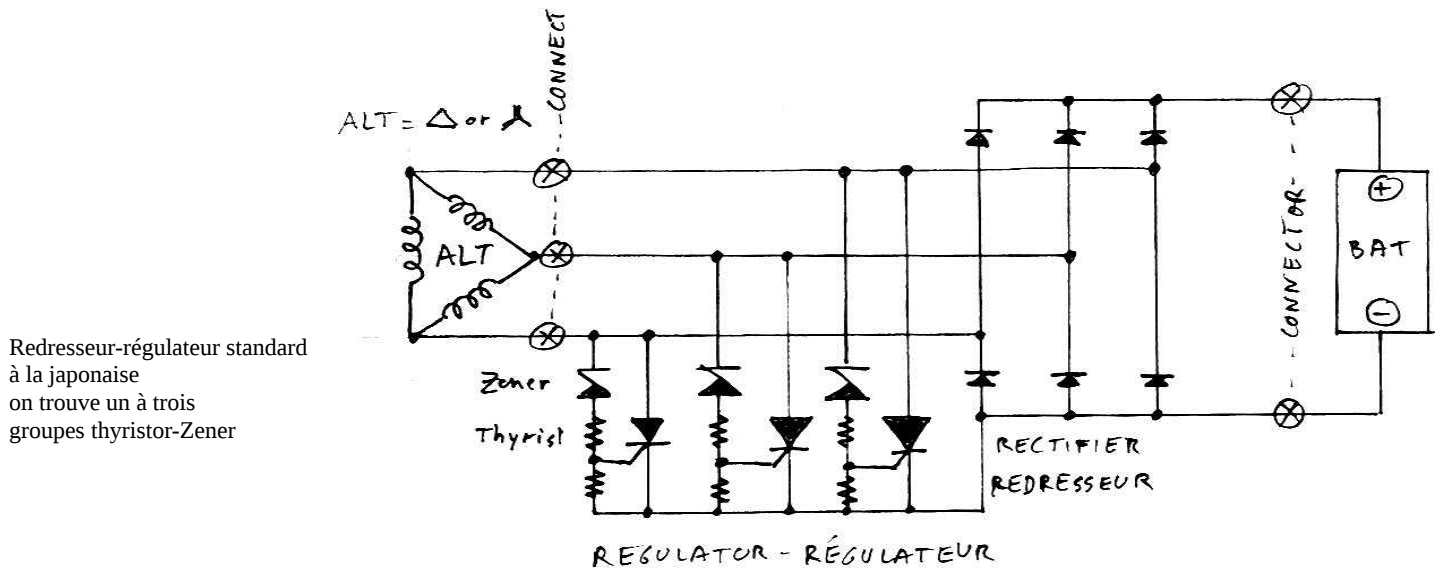 CONNECT
ALT = Δ or
ALT
Redresseur-régulateur standard
à la japonaise
on trouve un à trois
groupes thyristor-Zener
Zener
Thyrist
RECTIFIER
REDRESSEUR
REGULATOR - RÉGULATEUR
CONNECTOR
+
BAT
-